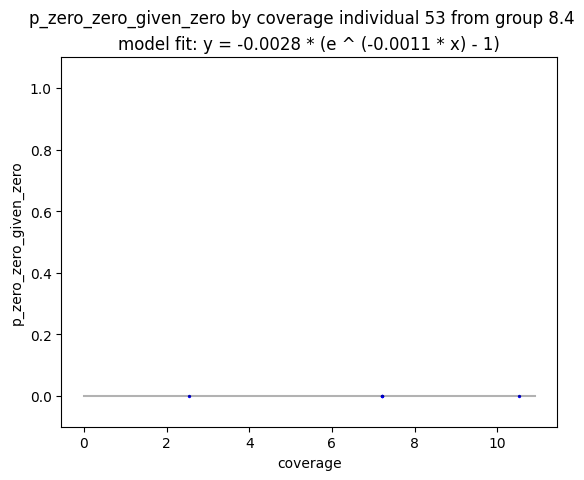 p_zero_zero_given_zero by coverage individual 53 from group 8.4
model fit: y = -0.0028 * (e ^ (-0.0011 * x) - 1)
1.0
0.8
0.6
0.4
0.2
0.0
p_zero_zero_given_zero
0 2 4 6 8 10
coverage